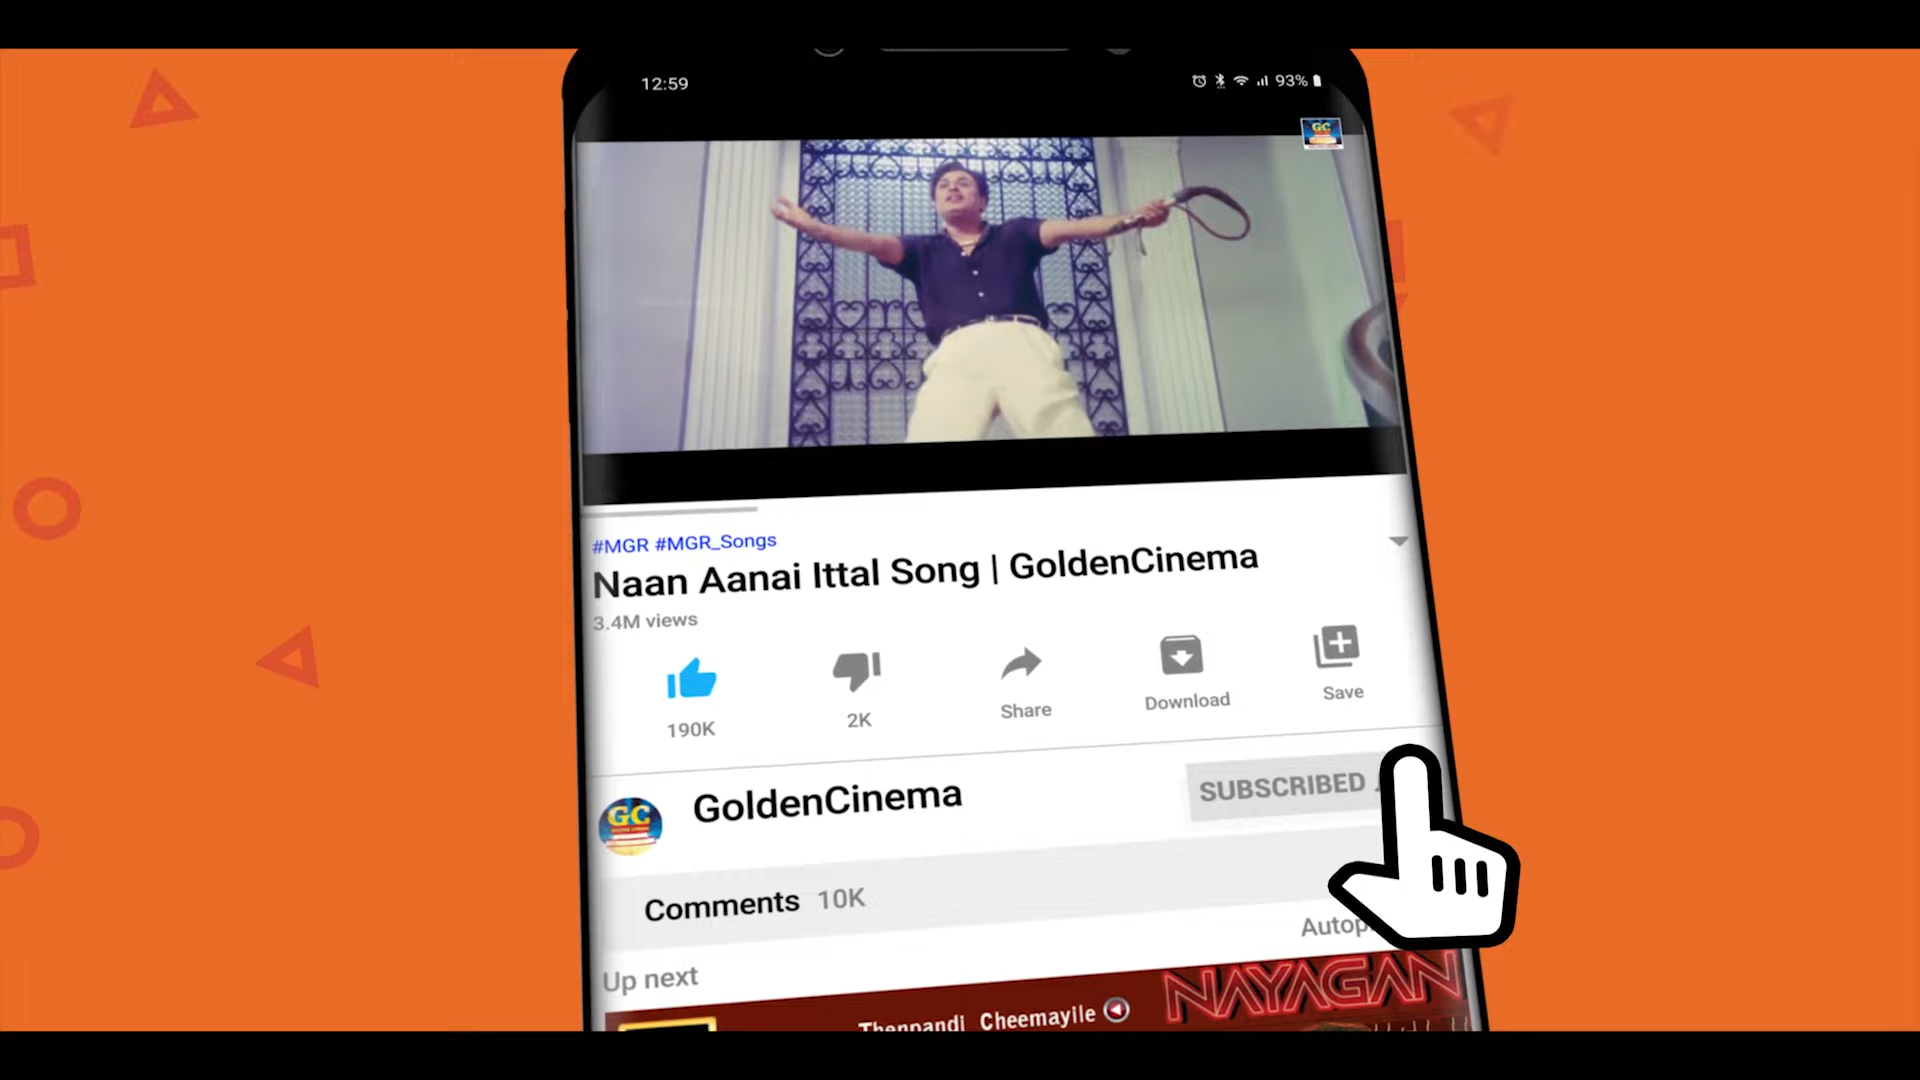 12:59
93%
GC
#MGR #MGR_Songs
Naan Aanai Ittal Song | GoldenCinema
3.4M views
190K
2K
Share
Download
Save
GC
GoldenCinema
SUBSCRIBED
Comments 10K
Up next
Thenpandi Cheemayile
NAYAGAN